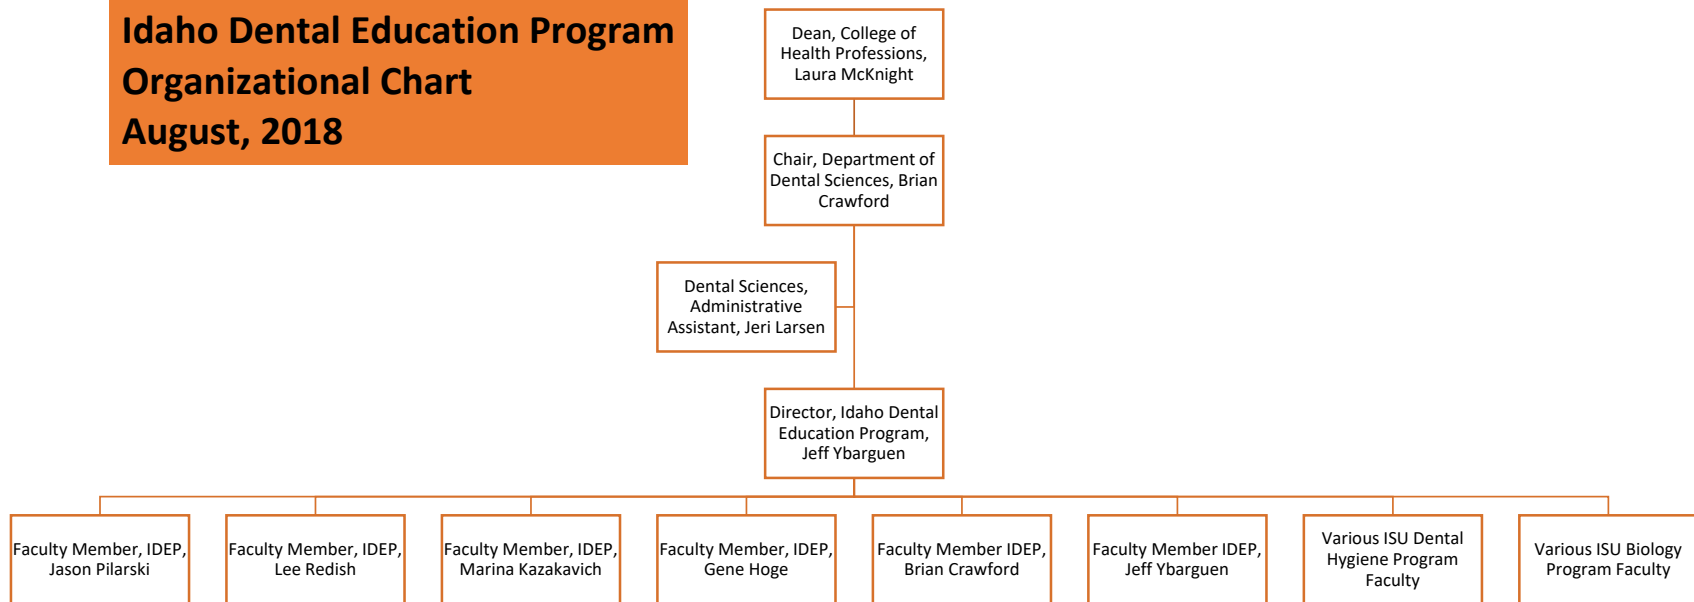 Idaho Dental Education Program
Organizational Chart
August, 2018
Dean, College of
Health Professions,
Laura McKnight
Chair, Department of
Dental Sciences, Brian
Crawford
Dental Sciences,
Administrative
Assistant, Jeri Larsen
Director, Idaho Dental
Education Program,
Jeff Ybarguen
Faculty Member, IDEP,
Jason Pilarski
Faculty Member, IDEP,
Lee Redish
Faculty Member, IDEP,
Marina Kazakavich
Faculty Member, IDEP,
Gene Hoge
Faculty Member IDEP,
Brian Crawford
Faculty Member IDEP,
Jeff Ybarguen
Various ISU Dental
Hygiene Program
Faculty
Various ISU Biology
Program Faculty